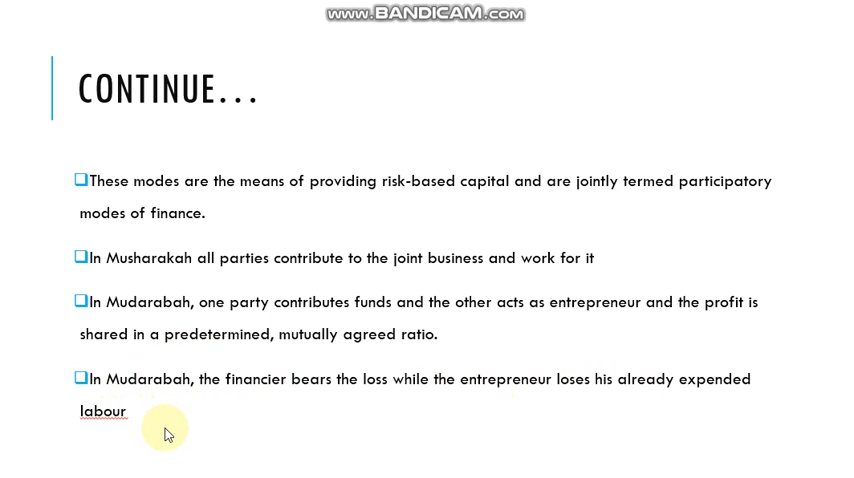 www.BANDICAM.com
CONTINUE...
These modes are the means of providing risk-based capital and are jointly termed participatory
modes of finance.
In Musharakah all parties contribute to the joint business and work for it
In Mudarabah, one party contributes funds and the other acts as entrepreneur and the profit is
shared in a predetermined, mutually agreed ratio.
In Mudarabah, the financier bears the loss while the entrepreneur loses his already expended
labour